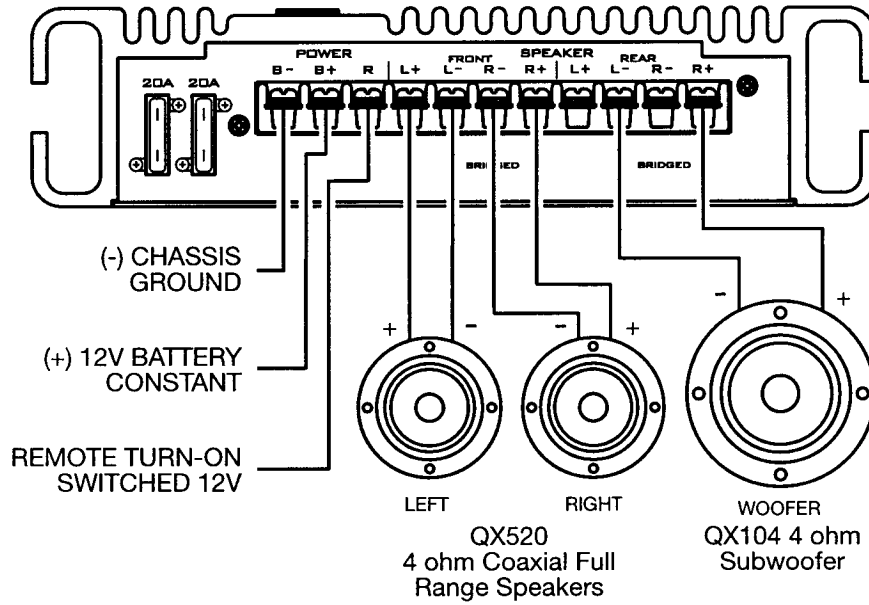 POWER
FRONT
SPEAKER
REAR
B- B+ R L+ L- R- R+ L+ L- R- R+
20A 20A
BRIDGED
BRIDGED
(-) CHASSIS
GROUND
(+) 12V BATTERY
CONSTANT
REMOTE TURN-ON
SWITCHED 12V
+ - - + - +
LEFT
RIGHT
WOOFER
QX520
4 ohm Coaxial Full
Range Speakers
QX104 4 ohm
Subwoofer